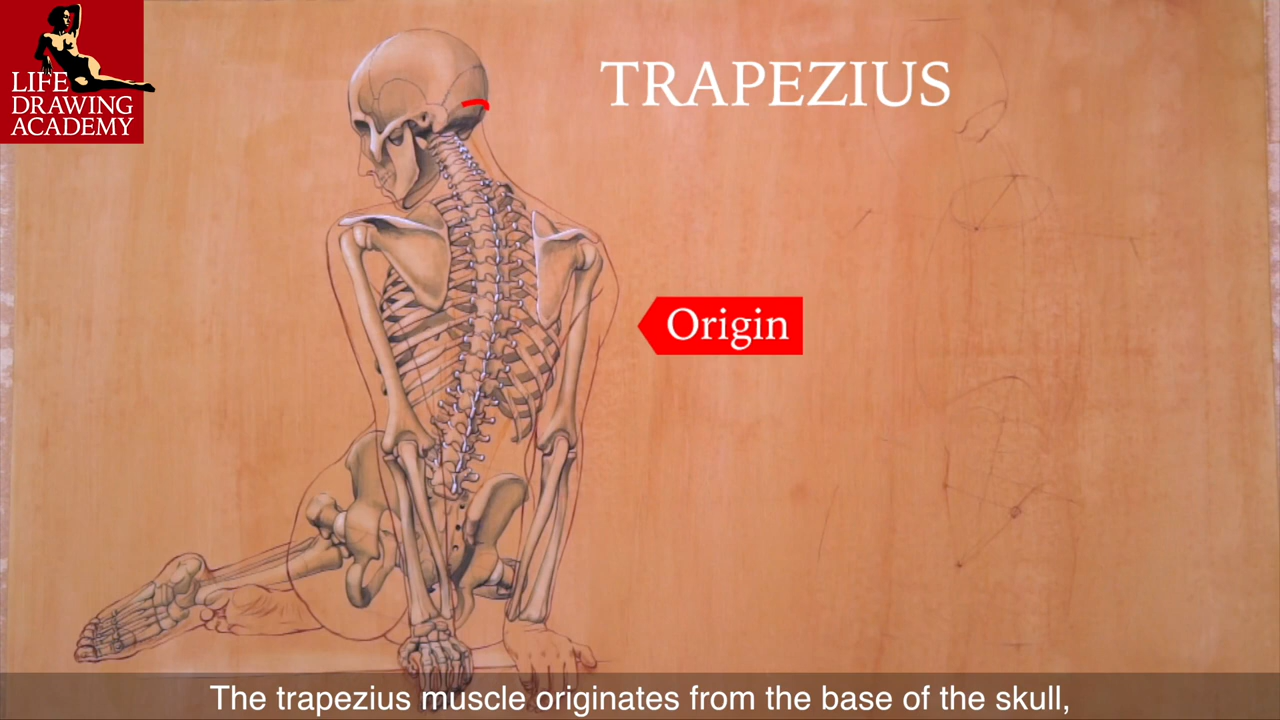 LIFE
DRAWING
ACADEMY
TRAPEZIUS
Origin
The trapezius muscle originates from the base of the skull,